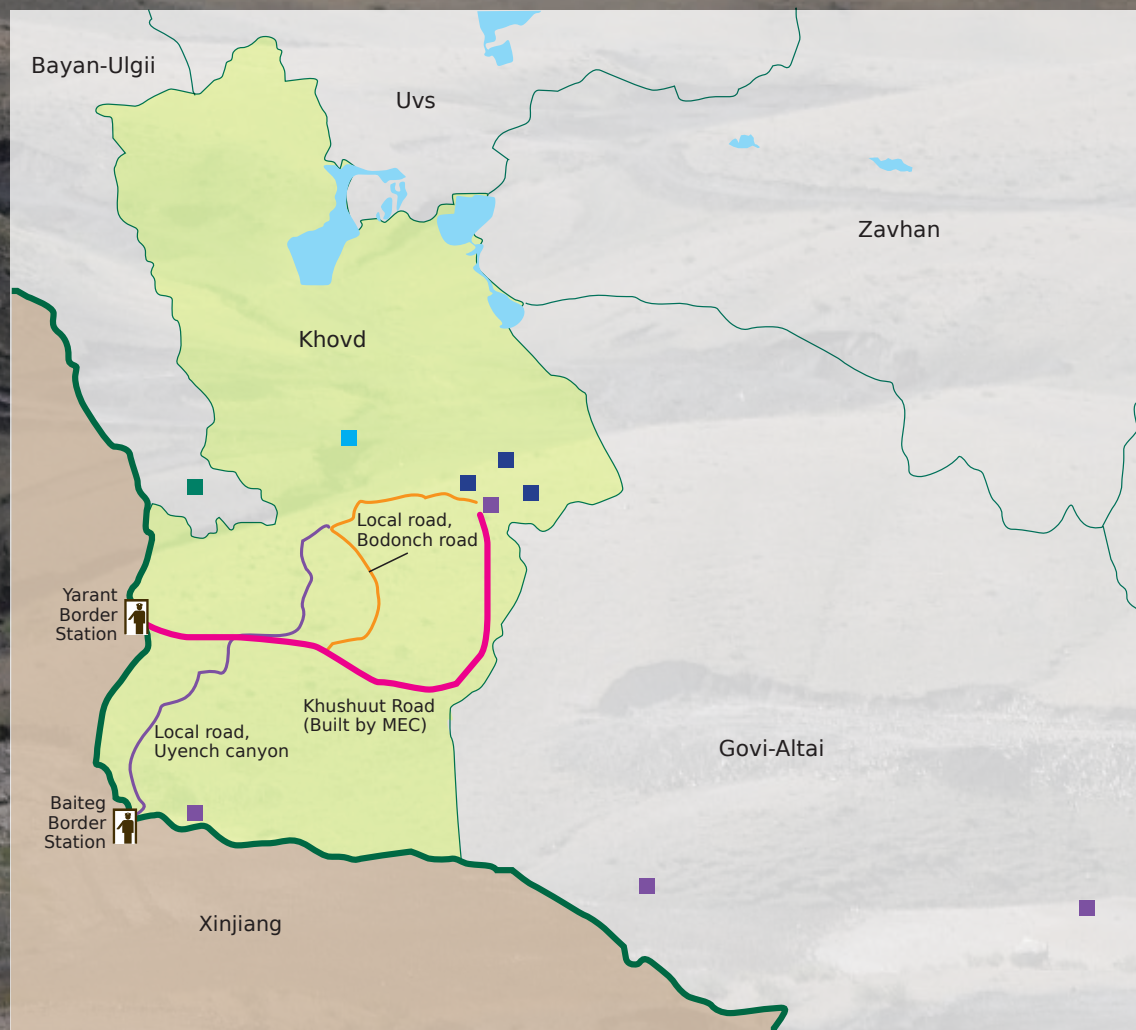 Bayan-Ulgii
Uvs
Zavhan
Khovd
Local road,
Bodonch road
Yarant
Border
Station
Khushuut Road
(Built by MEC)
Local road,
Uyench canyon
Govi-Altai
Baiteg
Border
Station
Xinjiang